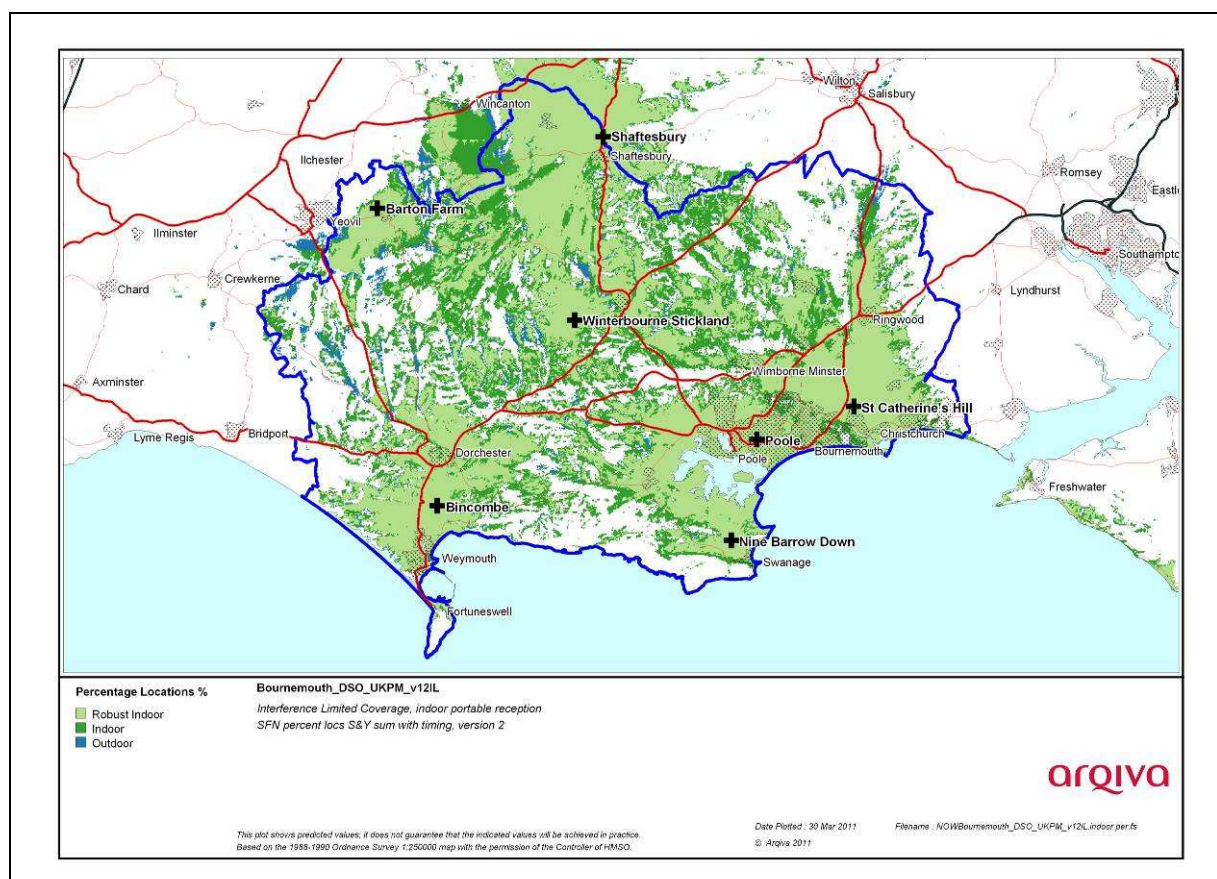 Wilton
Salisbury
Wincanton
Shaftesbury
Shaftesbury
Ilchester
Romsey
Eastle
Barton Farm
Yeovil
Ilminster
Southampto
Crewkerne
Chard
Lyndhurst
Winterbourne Stickland
Ringwood
Axminster
Wimborne Minster
St Catherine's Hill
Lyme Regis
Bridport
Christchurch
Poole
Dorchester
Bournemouth
Poole
Freshwater
Bincombe
Nine Barrow Down
Weymouth
Swanage
Fortuneswell
Percentage Locations %
Robust Indoor
Indoor
Outdoor
Bournemouth_DSO_UKPM_v12IL
Interference Limited Coverage, indoor portable reception
SFN percent locs S&Y sum with timing, version 2
arqiva
This plot shows predicted values; it does not guarantee that the indicated values will be achieved in practice.
Based on the 1988-1990 Ordnance Survey 1:250000 map with the permission of the Controller of HMSO.
Date Plotted : 30 Mar 2011
Filename : NOWBournemouth_DSO_UKPM_v12iL.indoor.per.fs
© Arqiva 2011